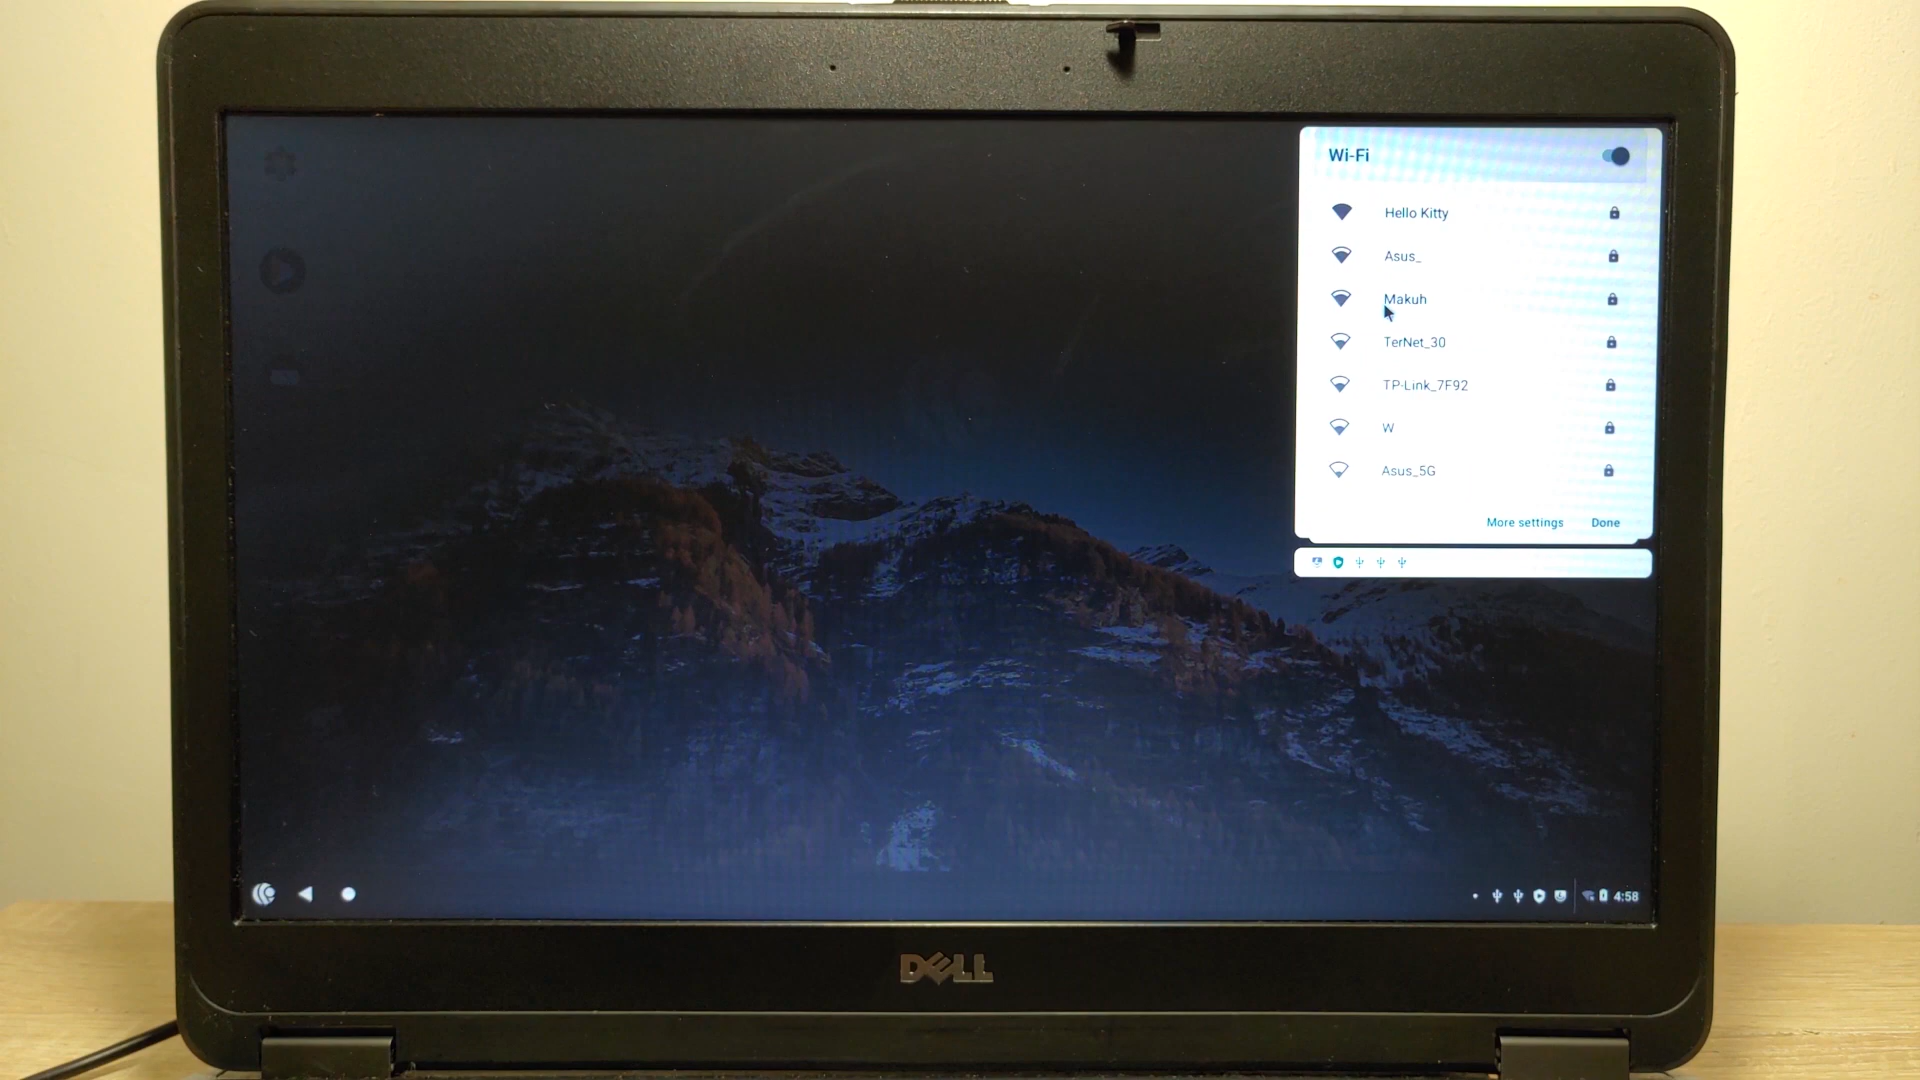 Wi-Fi
Hello Kitty
Asus_
Makuh
TerNet_30
TP-Link_7F92
W
Asus_5G
More settings
Done
4:58
DELL